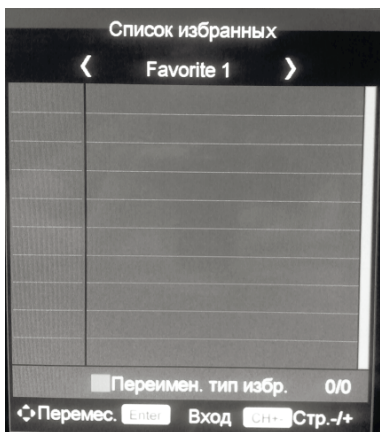 Список избранных
❮ Favorite 1 ❯
Переимен. тип избр. 0/0
Перемес. Enter Вход CH+- Стр.-/+